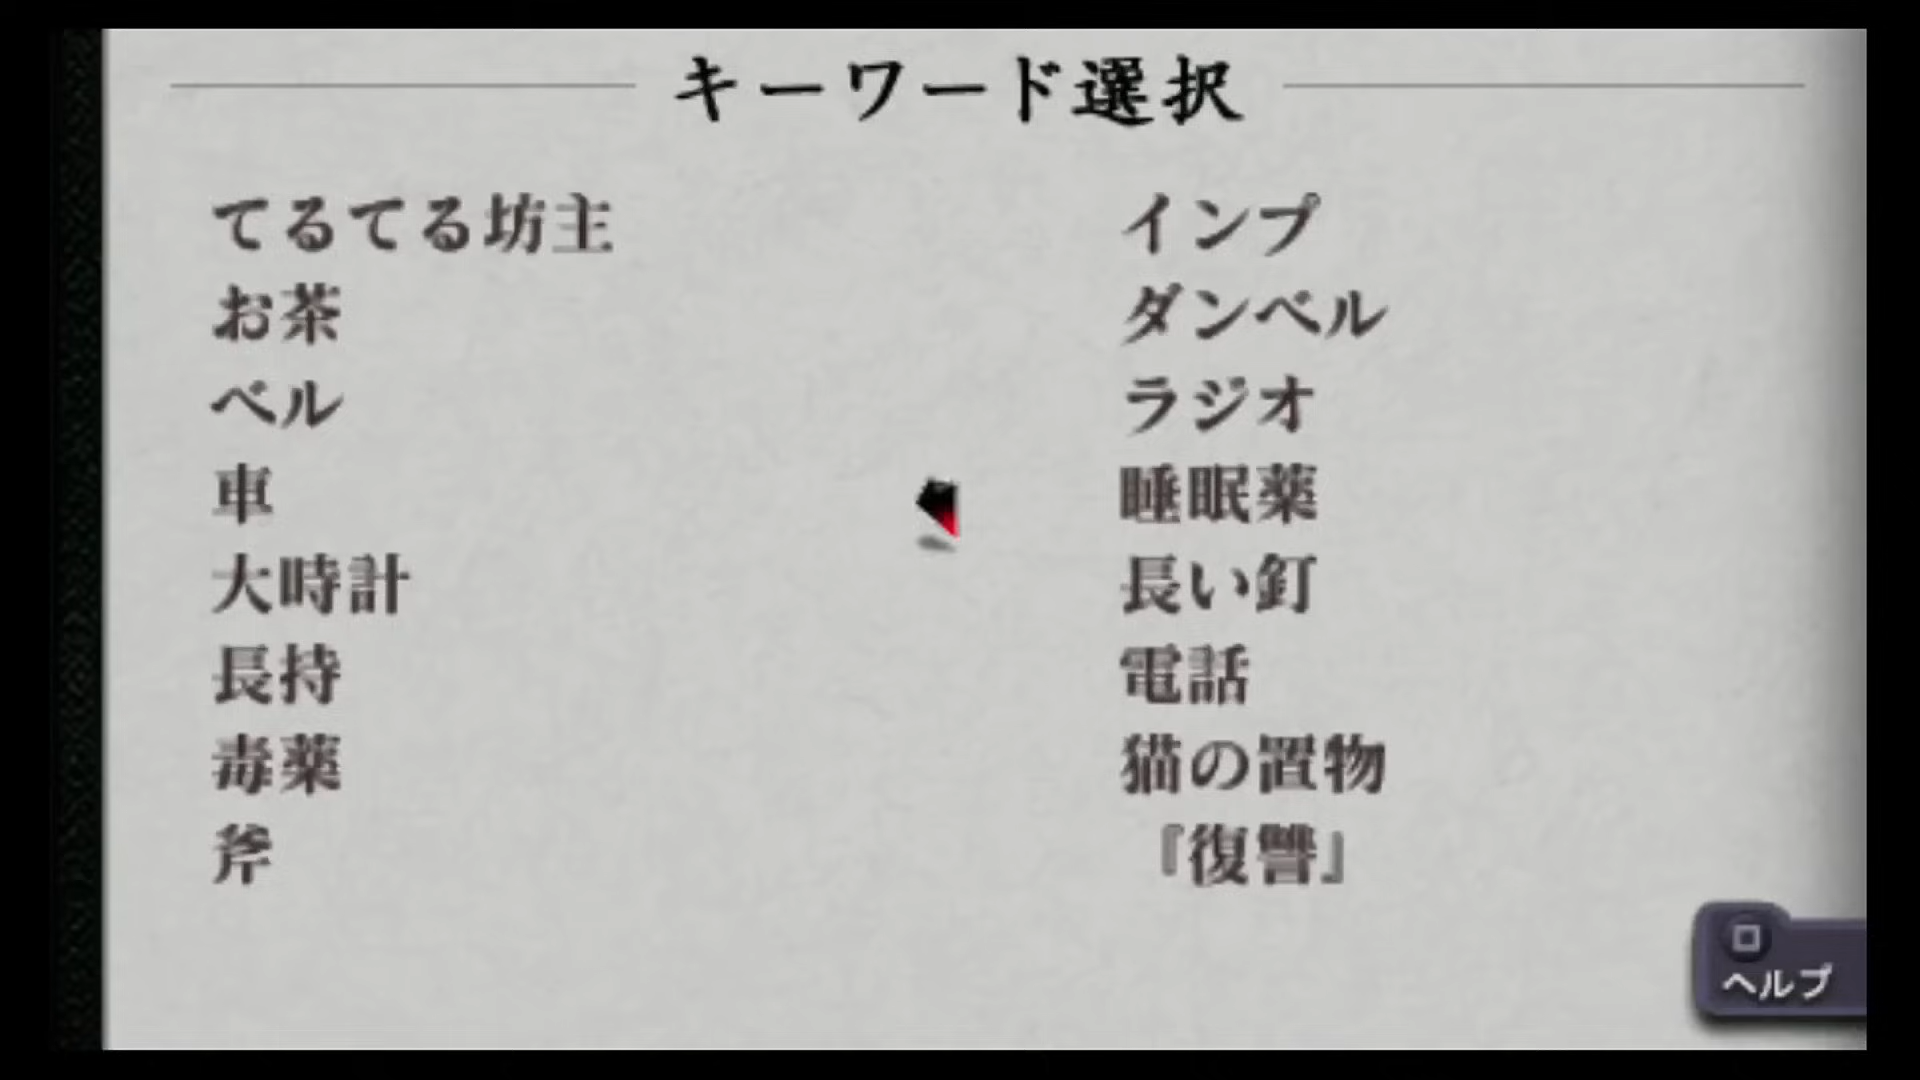 キーワード選択
てるてる坊主
お茶
ベル
車
大時計
長持
毒薬
斧
インプ
ダンベル
ラジオ
睡眠薬
長い釘
電話
猫の置物
『復讐』
ヘルプ